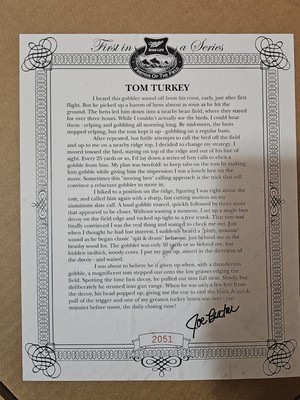 First in a Series
MILLER
HIGH LIFE
FRIENDS OF THE FIELD
TOM TURKEY
I heard this gobbler sound off from his roost, early, just after first
flight. But he picked up a harem of hens almost as soon as he hit the
ground. The hens led him down into a nearby bean field, where they stayed
for over three hours. While I couldn't actually see the birds, I could hear
them - yelping and gobbling all morning long. By mid-morn, the hens
stopped yelping, but the tom kept it up - gobbling on a regular basis.
After repeated, but futile attempts to call the bird off the field
and up to me on a nearby ridge top, I decided to change my strategy. I
moved toward the bird, staying on top of the edge and out of his line of
sight. Every 25 yards or so, I'd lay down a series of hen calls to elicit a
gobble from him. My plan was twofold: to keep tabs on the tom by making
him gobble while giving him the impression I was a lonely hen on the
move. Sometimes this "moving hen" calling approach is the trick that will
convince a reluctant gobbler to move in.
I hiked to a position on the ridge, figuring I was right above the
tom, and called him again with a sharp, fast cutting motion on my
aluminum slate call. A loud gobble roared, quickly followed by three more
that appeared to be closer. Without wasting a moment, I set up a single hen
decoy on the field edge and tucked up tight to a tree trunk. That tom was
finally convinced I was the real thing and wanted to check me out. Just
when I thought he had lost interest, I suddenly heard a "phttt, aruumm"
sound as he began classic "spit & drum" behavior, just behind me in the
brushy wood lot. The gobbler was only 50 yards or so behind me, but
hidden in thick, woody cover. I put my gun up, aimed in the direction of
the decoy - and waited.
I was about to believe he'd given up when, with a thunderous
gobble, a magnificent tom stepped out onto the low grasses edging the
field. Spotting the lone hen decoy, he puffed out into full strut. Slowly, but
deliberately he strutted into gun range. When he was only a few feet from
the decoy, his head popped up, giving me the cue to end the hunt. A quick
pull of the trigger and one of my greatest turkey hunts was over - just
minutes before noon, the daily closing time!
2051